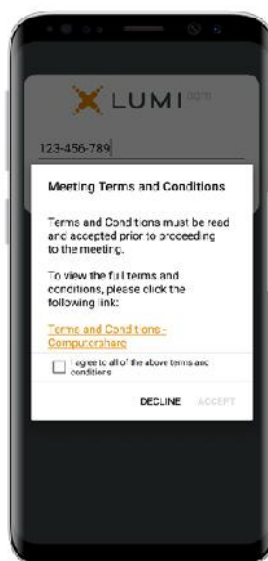 LUMI agm
123-456-789
Meeting Terms and Conditions
Terms and Conditions must be read
and accepted prior to proceeding
to the meeting.
To view the full terms and
conditions, please click the
following link:
Terms and Conditions -
Computershare
I agree to all of the above terms and
conditions
DECLINE ACCEPT